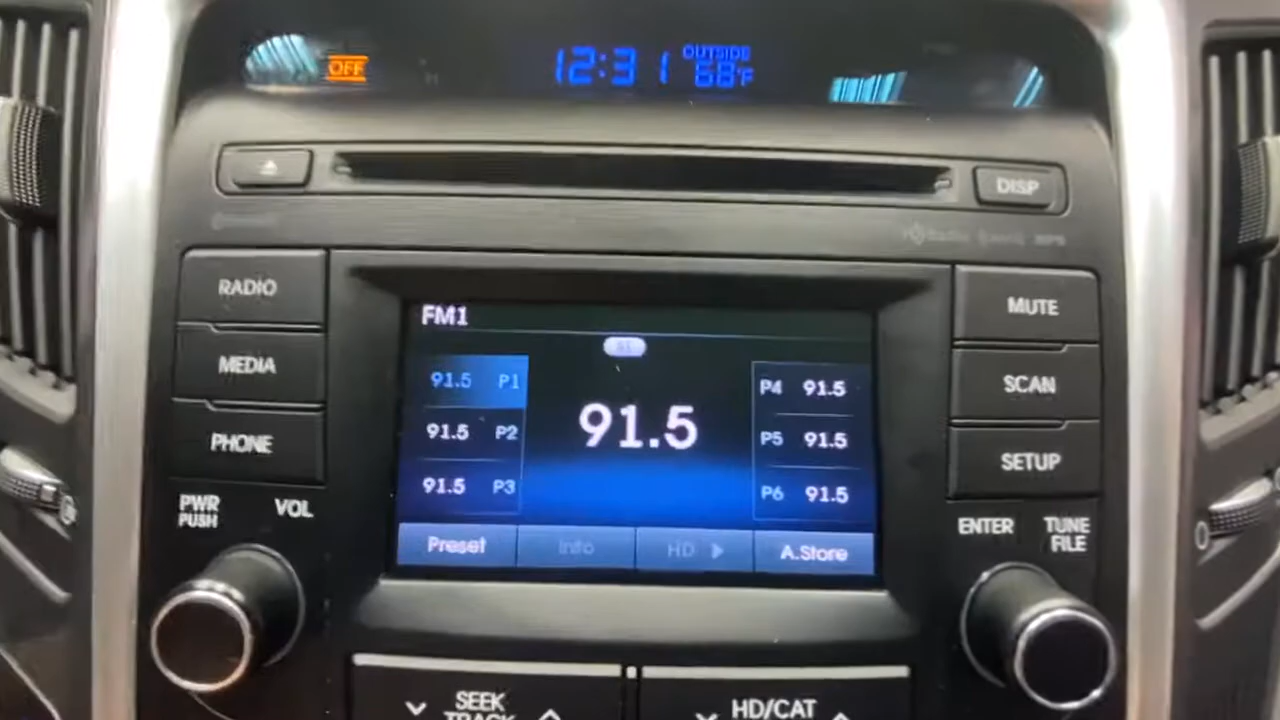 OFF
12:31
OUTSIDE
68°F
DISP
RADIO
MEDIA
PHONE
PWR
PUSH
VOL
FM1
91.5 P1
91.5 P2
91.5 P3
91.5
P4 91.5
P5 91.5
P6 91.5
Preset
Info
HD
A.Store
MUTE
SCAN
SETUP
ENTER
TUNE
FILE
SEEK
TRACK
HD/CAT